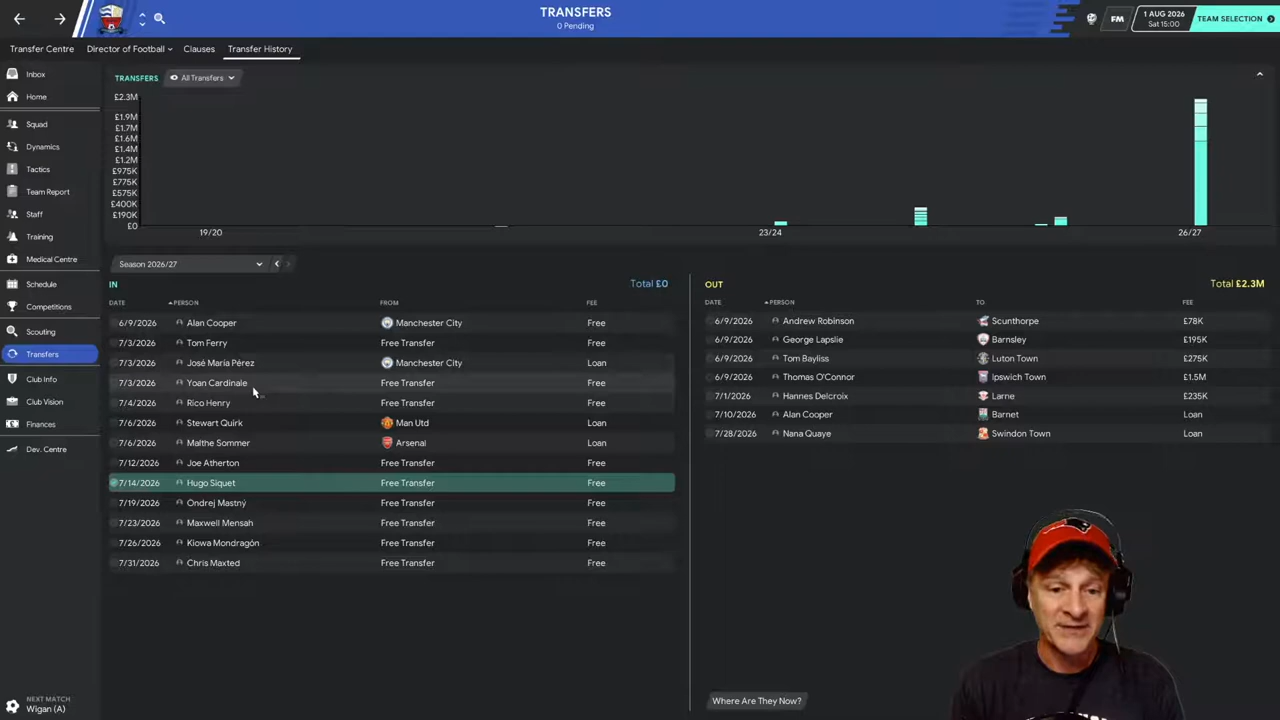 TRANSFERS
0 Pending
FM
1 AUG 2026
Sat 15:00
TEAM SELECTION
Transfer Centre
Director of Football
Clauses
Transfer History
Inbox
Home
Squad
Dynamics
Tactics
Team Report
Staff
Training
Medical Centre
Schedule
Competitions
Scouting
Transfers
Club Info
Club Vision
Finances
Dev. Centre
NEXT MATCH
Wigan (A)
TRANSFERS
All Transfers
£2.3M
£1.9M
£1.7M
£1.6M
£1.4M
£1.2M
£975K
£775K
£575K
£400K
£190K
£0
19/20
23/24
26/27
Season 2026/27
IN Total £0
DATE PERSON FROM FEE
6/9/2026 Alan Cooper Manchester City Free
7/3/2026 Tom Ferry Free Transfer Free
7/3/2026 José María Pérez Manchester City Loan
7/3/2026 Yoan Cardinale Free Transfer Free
7/4/2026 Rico Henry Free Transfer Free
7/6/2026 Stewart Quirk Man Utd Loan
7/6/2026 Malthe Sommer Arsenal Loan
7/12/2026 Joe Atherton Free Transfer Free
7/14/2026 Hugo Siquet Free Transfer Free
7/19/2026 Ondrej Mastný Free Transfer Free
7/23/2026 Maxwell Mensah Free Transfer Free
7/26/2026 Kiowa Mondragón Free Transfer Free
7/31/2026 Chris Maxted Free Transfer Free
OUT Total £2.3M
DATE PERSON TO FEE
6/9/2026 Andrew Robinson Scunthorpe £78K
6/9/2026 George Lapslie Barnsley £195K
6/9/2026 Tom Bayliss Luton Town £275K
6/9/2026 Thomas O'Connor Ipswich Town £1.5M
7/1/2026 Hannes Delcroix Larne £235K
7/10/2026 Alan Cooper Barnet Loan
7/28/2026 Nana Quaye Swindon Town Loan
Where Are They Now?